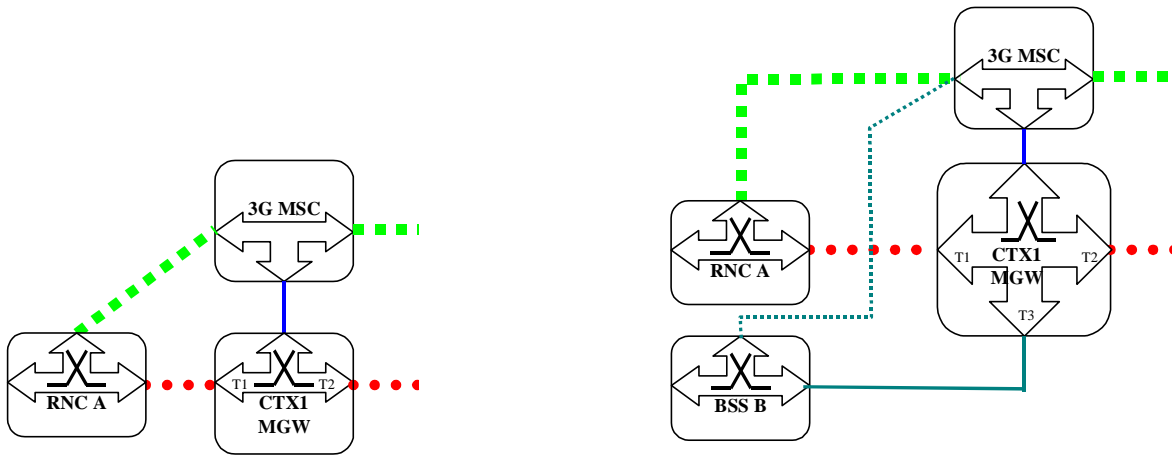 3G MSC
RNC A
T1
T2
CTX1
MGW
3G MSC
RNC A
T1
CTX1
MGW
T2
T3
BSS B